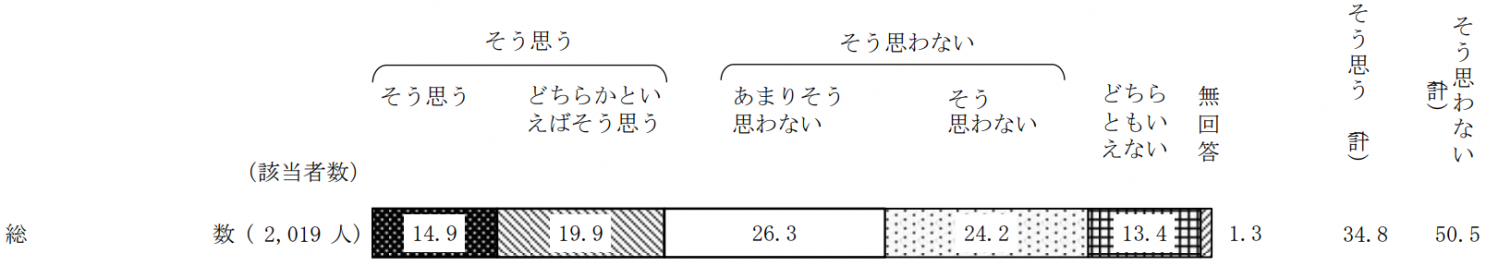 そう思う
そう思わない
そう思う
どちらかとい
えばそう思う
あまりそう
思わない
そう
思わない
どちら
ともいい
えない
無回答
そう思う（計）
そう思わない（計）
（該当者数）
総数（2,019人）
14.9
19.9
26.3
24.2
13.4
1.3
34.8
50.5